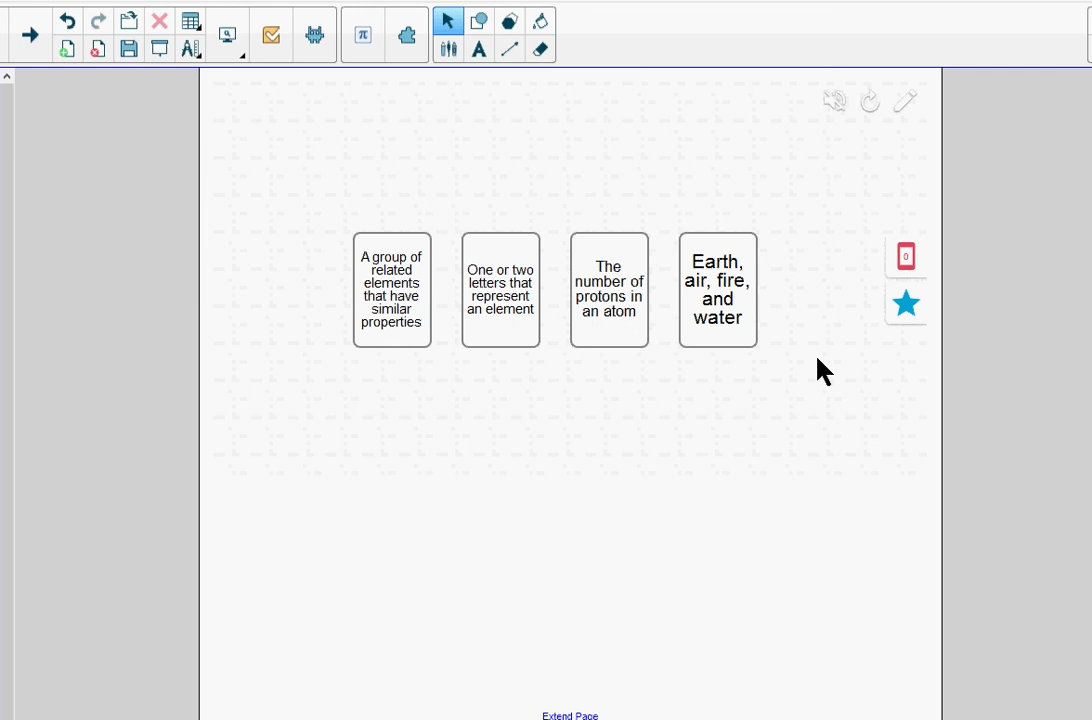 π
A
A group of
related
elements
that have
similar
properties
One or two
letters that
represent
an element
The
number of
protons in
an atom
Earth,
air, fire,
and
water
0
Extend Page